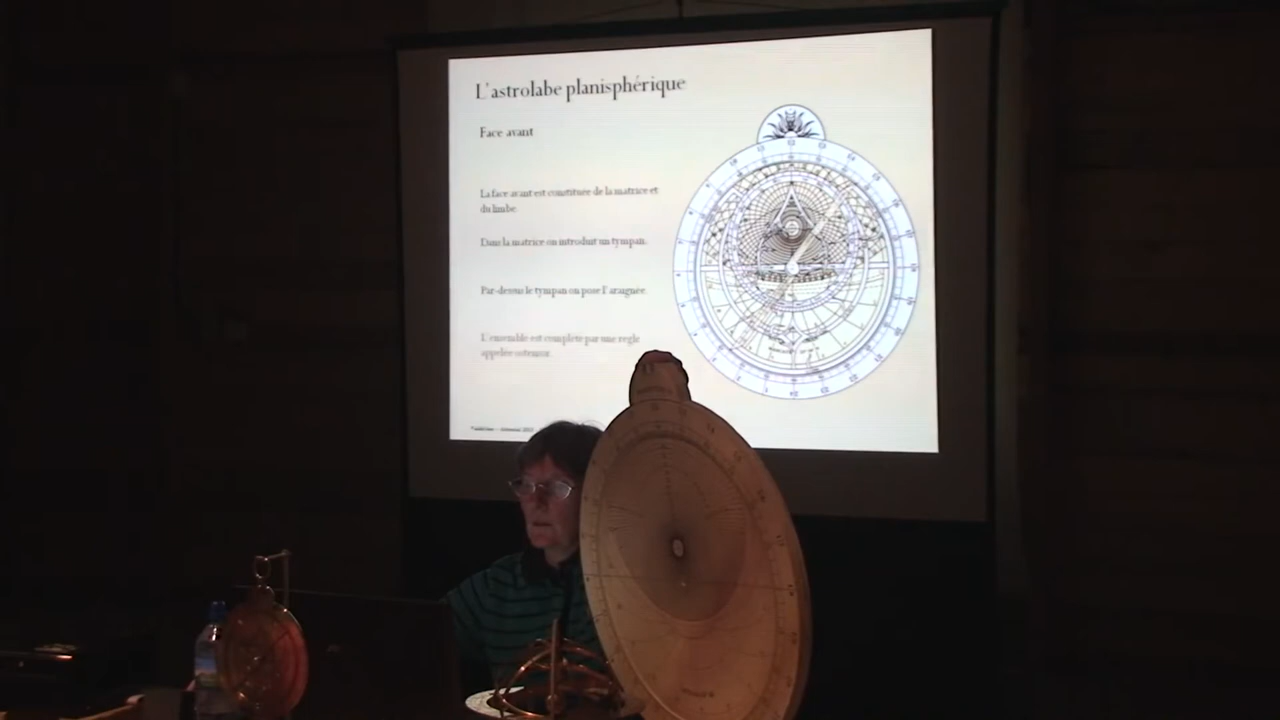 L'astrolabe planisphérique
Face avant
La face avant est constituée de la matrice et
du limbe.
Dans la matrice on introduit un tympan.
Par-dessus le tympan on pose l'araignée.
L'ensemble est complété par une règle
appelée ostensor.